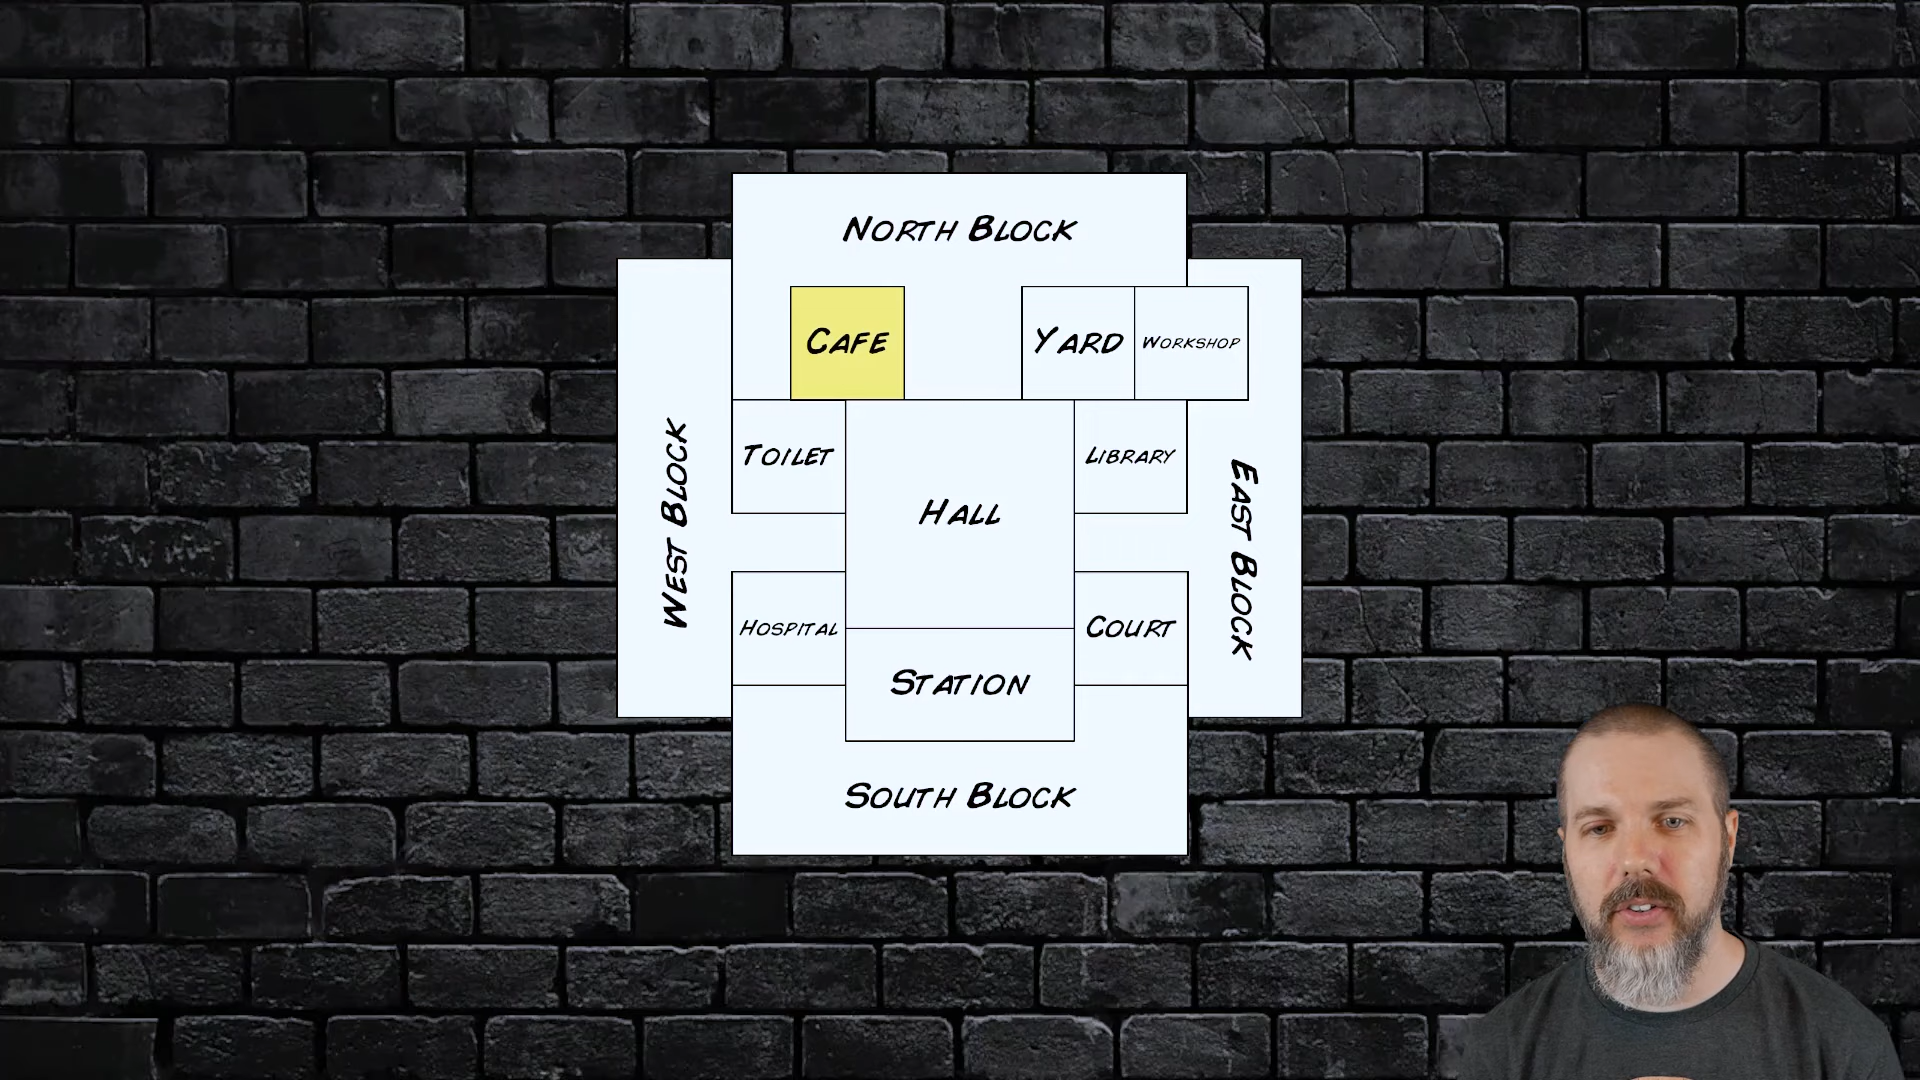 North Block
Cafe
Yard
Workshop
Toilet
Library
West Block
Hall
East Block
Hospital
Court
Station
South Block